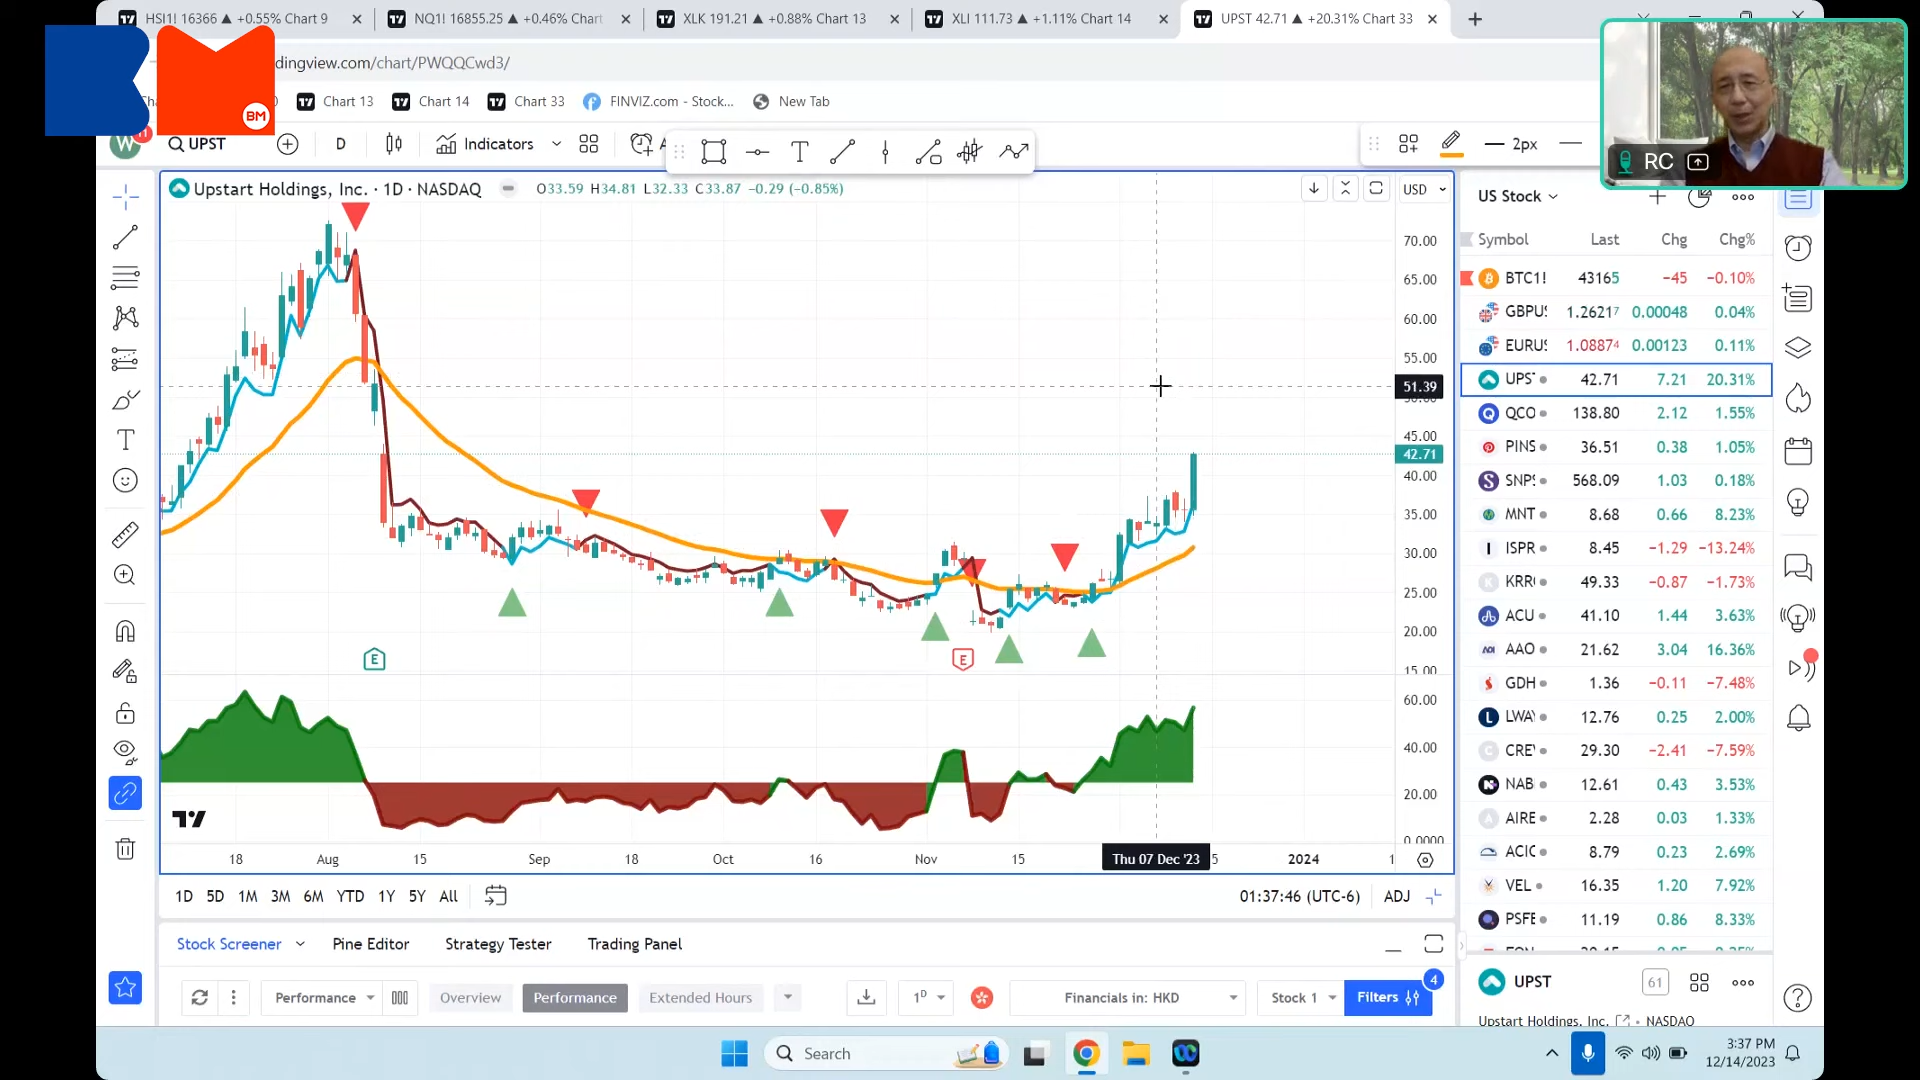 HSI1! 16366 ▲ +0.55% Chart 9
NQ1! 16855.25 ▲ +0.46% Chart
XLK 191.21 ▲ +0.88% Chart 13
XLI 111.73 ▲ +1.11% Chart 14
UPST 42.71 ▲ +20.31% Chart 33
dingview.com/chart/PWQQCwd3/
Chart 13
Chart 14
Chart 33
FINVIZ.com - Stock...
New Tab
BM
W 11
UPST
D
Indicators
2px
RC
Upstart Holdings, Inc. · 1D · NASDAQ
O33.59 H34.81 L32.33 C33.87 −0.29 (−0.85%)
USD
70.00
65.00
60.00
55.00
51.39
45.00
42.71
40.00
35.00
30.00
25.00
20.00
15.00
E
E
60.00
40.00
20.00
0.0000
18
Aug
15
Sep
18
Oct
16
Nov
15
Thu 07 Dec '23
5
2024
1
1D 5D 1M 3M 6M YTD 1Y 5Y All
01:37:46 (UTC-6)
ADJ
Stock Screener
Pine Editor
Strategy Tester
Trading Panel
Performance
Overview
Performance
Extended Hours
1D
Financials in: HKD
Stock 1
Filters
4
US Stock
Symbol Last Chg Chg%
BTC1! 43165 −45 −0.10%
GBPUS 1.26217 0.00048 0.04%
EURUS 1.08874 0.00123 0.11%
UPST 42.71 7.21 20.31%
QCO 138.80 2.12 1.55%
PINS 36.51 0.38 1.05%
SNPS 568.09 1.03 0.18%
MNT 8.68 0.66 8.23%
ISPR 8.45 −1.29 −13.24%
KRR 49.33 −0.87 −1.73%
ACU 41.10 1.44 3.63%
AAO 21.62 3.04 16.36%
GDH 1.36 −0.11 −7.48%
LWA 12.76 0.25 2.00%
CRE 29.30 −2.41 −7.59%
NAB 12.61 0.43 3.53%
AIRE 2.28 0.03 1.33%
ACIC 8.79 0.23 2.69%
VEL 16.35 1.20 7.92%
PSFE 11.19 0.86 8.33%
UPST
61
Upstart Holdings, Inc. • NASDAQ
Search
3:37 PM
12/14/2023